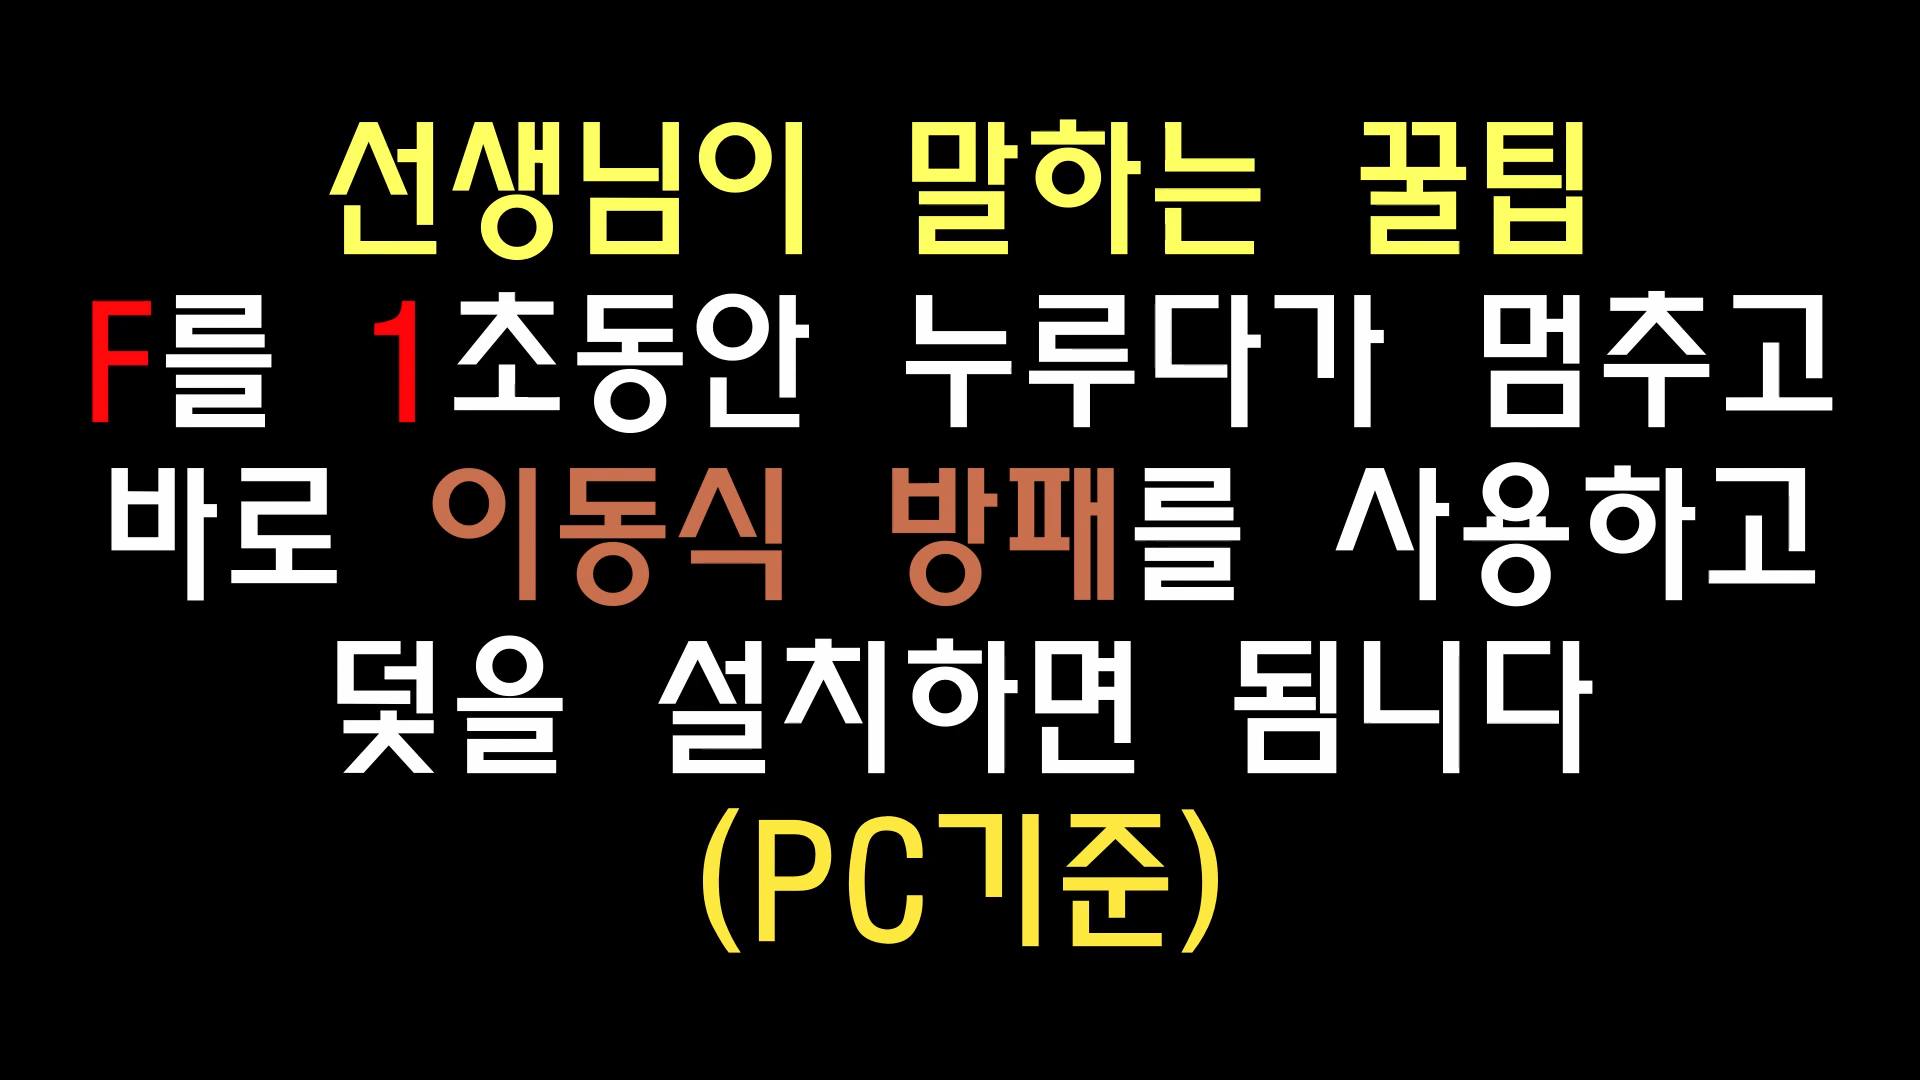 선생님이 말하는 꿀팁
F를 1초동안 누루다가 멈추고
바로 이동식 방패를 사용하고
덫을 설치하면 됨니다
(PC기준)